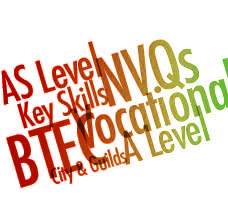 AS Level
NVQs
Key Skills
Vocational
BTEC
City & Guilds
A Level